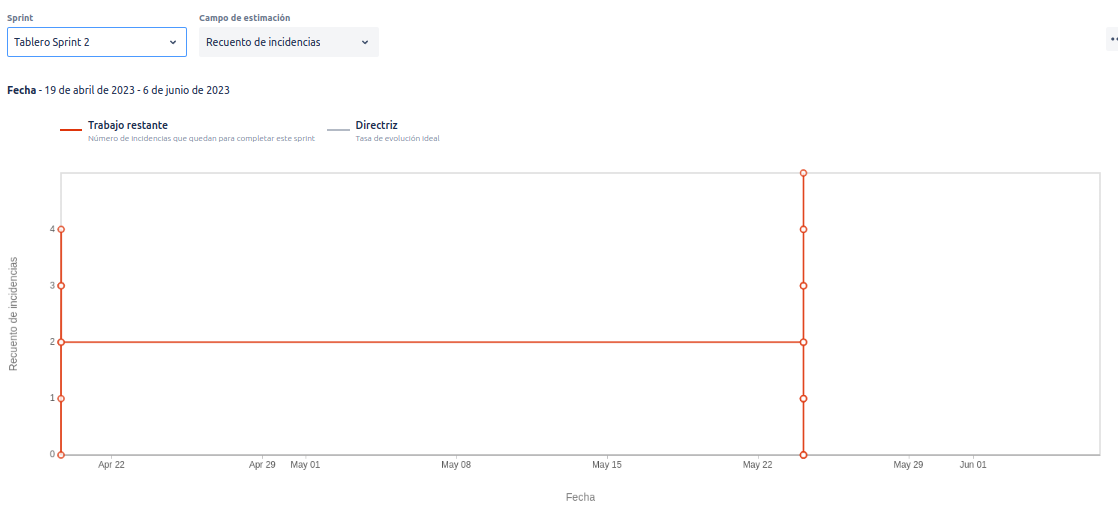 Sprint
Campo de estimación
Tablero Sprint 2
Recuento de incidencias
Fecha - 19 de abril de 2023 - 6 de junio de 2023
Trabajo restante
Número de incidencias que quedan para completar este sprint
Directriz
Tasa de evolución ideal
4
3
2
1
0
Recuento de incidencias
Apr 22
Apr 29
May 01
May 08
May 15
May 22
May 29
Jun 01
Fecha